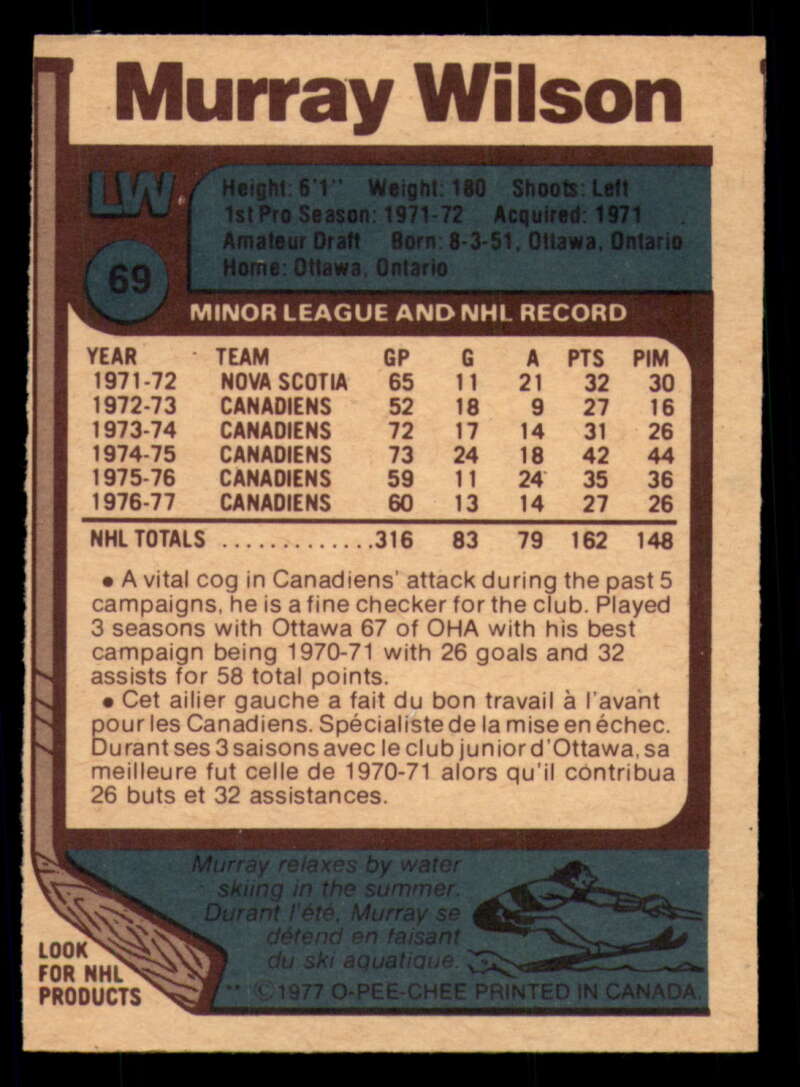 Murray Wilson
LW
69
Height: 6'1" Weight: 180 Shoots: Left
1st Pro Season: 1971-72 Acquired: 1971
Amateur Draft Born: 8-3-51, Ottawa, Ontario
Home: Ottawa, Ontario
MINOR LEAGUE AND NHL RECORD
YEAR TEAM GP G A PTS PIM
1971-72 NOVA SCOTIA 65 11 21 32 30
1972-73 CANADIENS 52 18 9 27 16
1973-74 CANADIENS 72 17 14 31 26
1974-75 CANADIENS 73 24 18 42 44
1975-76 CANADIENS 59 11 24 35 36
1976-77 CANADIENS 60 13 14 27 26
NHL TOTALS .............316 83 79 162 148
• A vital cog in Canadiens' attack during the past 5
campaigns, he is a fine checker for the club. Played
3 seasons with Ottawa 67 of OHA with his best
campaign being 1970-71 with 26 goals and 32
assists for 58 total points.
• Cet ailier gauche a fait du bon travail à l'avant
pour les Canadiens. Spécialiste de la mise en échec.
Durant ses 3 saisons avec le club junior d'Ottawa, sa
meilleure fut celle de 1970-71 alors qu'il contribua
26 buts et 32 assistances.
Murray relaxes by water
skiing in the summer.
Durant l'été, Murray se
détend en faisant
du ski aquatique.
LOOK
FOR NHL
PRODUCTS
** ©1977 O-PEE-CHEE PRINTED IN CANADA.